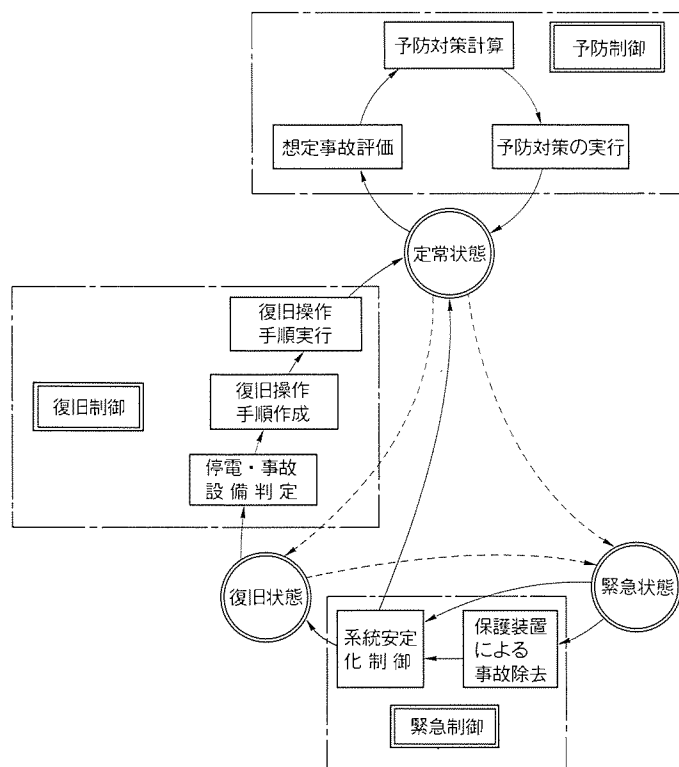 予防対策計算
予防制御
想定事故評価
予防対策の実行
定常状態
復旧操作
手順実行
復旧制御
復旧操作
手順作成
停電・事故
設備判定
復旧状態
緊急状態
系統安定
化制御
保護装置
による
事故除去
緊急制御